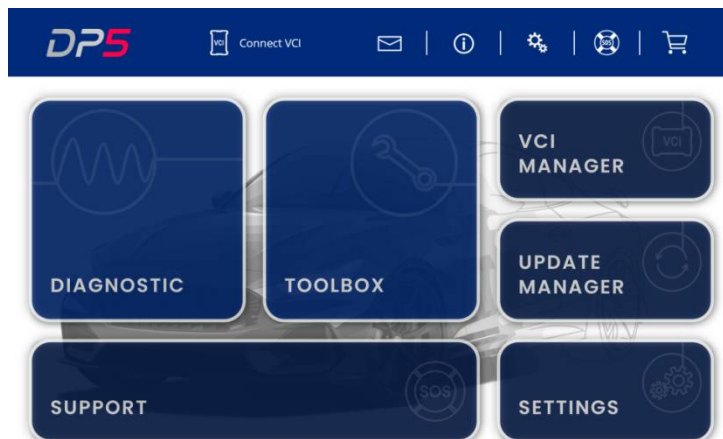 DP5
VCI Connect VCI
SOS
VCI
MANAGER
VCI
DIAGNOSTIC
TOOLBOX
UPDATE
MANAGER
SUPPORT
SOS
SETTINGS